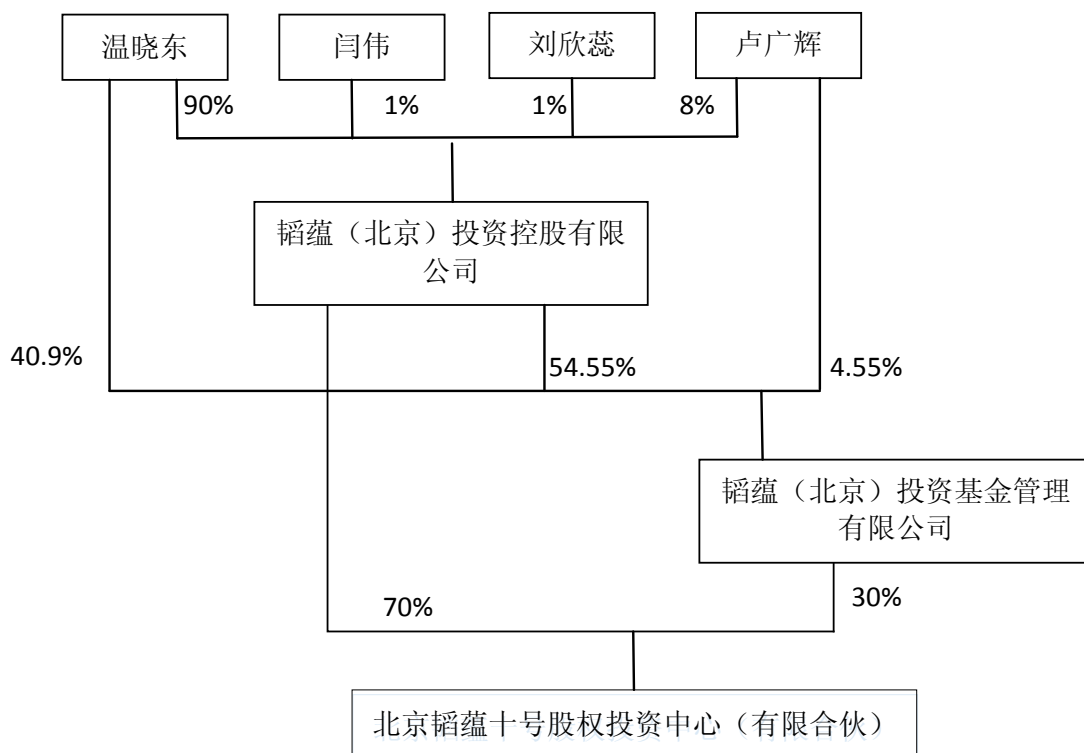 温晓东
闫伟
刘欣蕊
卢广辉
90%
1%
1%
8%
韬蕴（北京）投资控股有限
公司
40.9%
54.55%
4.55%
韬蕴（北京）投资基金管理
有限公司
70%
30%
北京韬蕴十号股权投资中心（有限合伙）